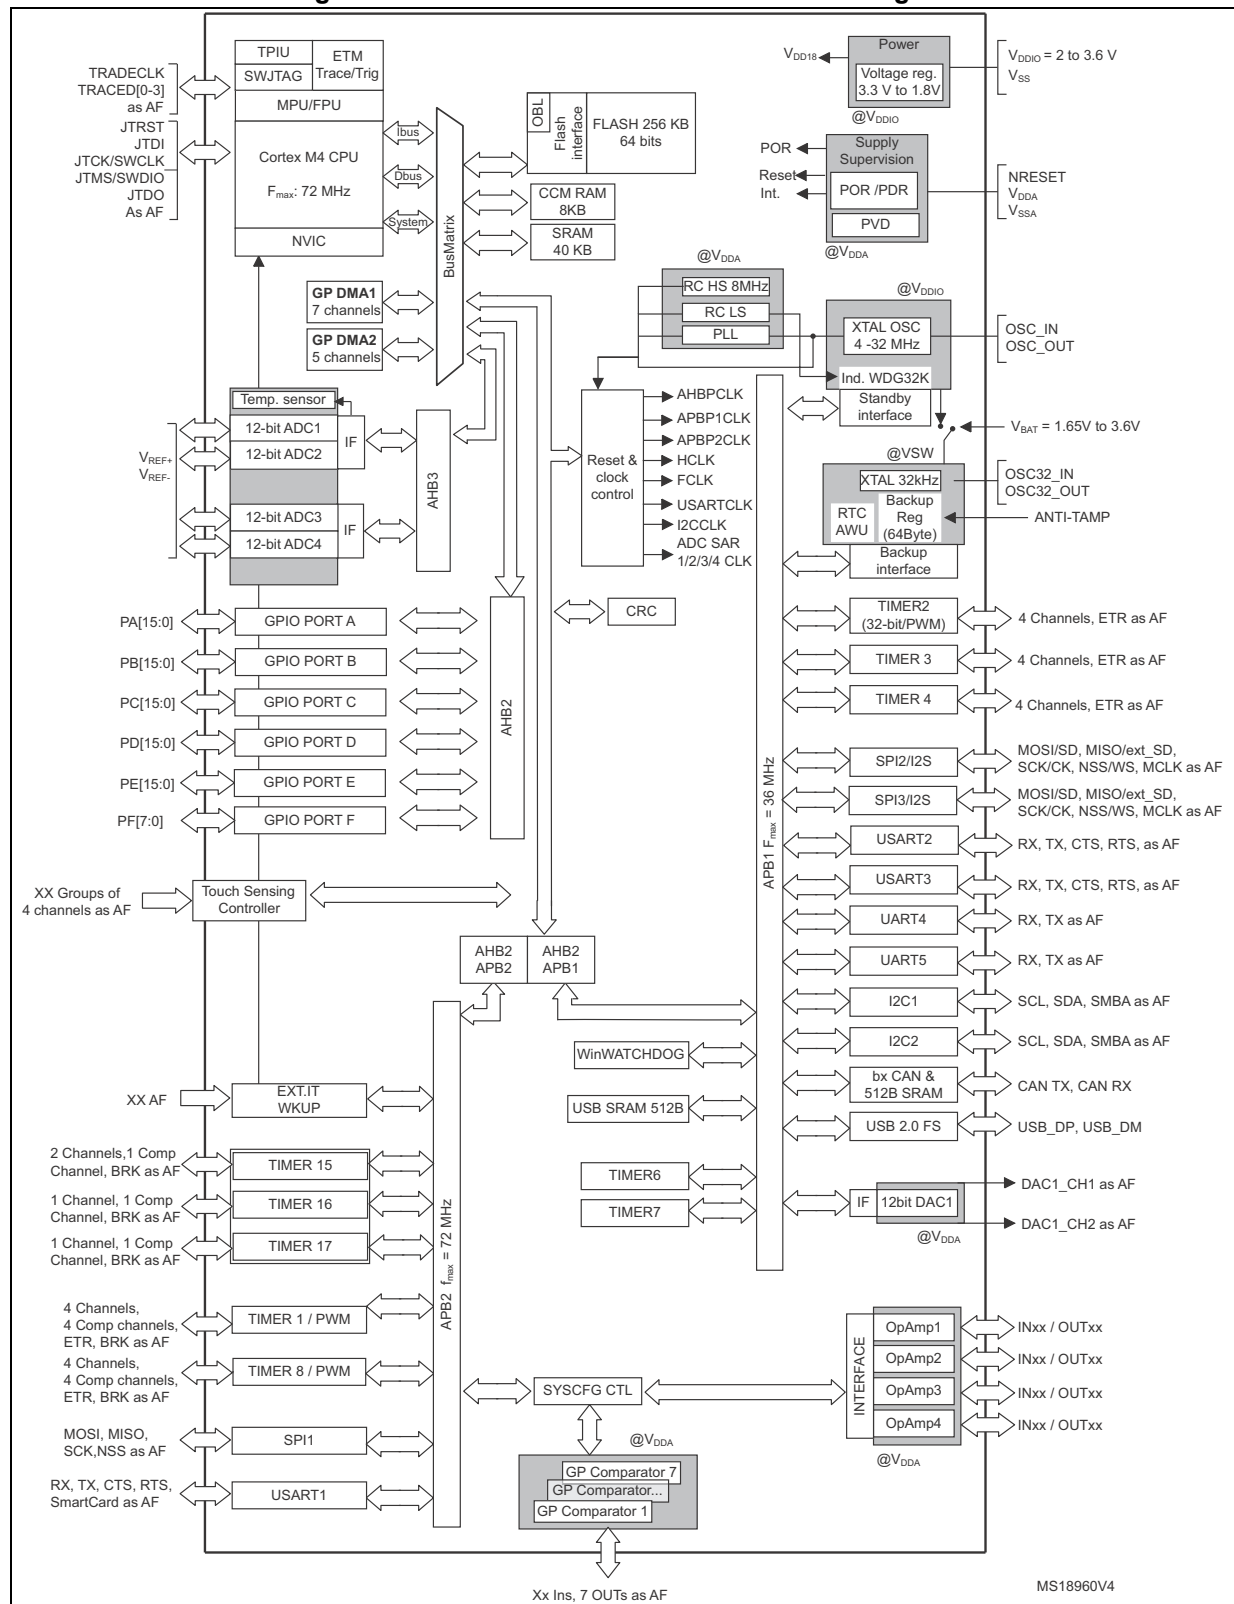 TPIU
ETM
Trace/Trig
SWJTAG
MPU/FPU
Cortex M4 CPU
Fmax: 72 MHz
NVIC
TRADECLK
TRACED[0-3]
as AF
JTRST
JTDI
JTCK/SWCLK
JTMS/SWDIO
JTDO
As AF
Ibus
Dbus
System
BusMatrix
OBL
Flash interface
FLASH 256 KB
64 bits
CCM RAM
8KB
SRAM
40 KB
GP DMA1
7 channels
GP DMA2
5 channels
Power
VDD18
Voltage reg.
3.3 V to 1.8V
VDDIO = 2 to 3.6 V
VSS
@VDDIO
Supply
Supervision
POR
Reset
Int.
POR /PDR
PVD
NRESET
VDDA
VSSA
@VDDA
@VDDA
RC HS 8MHz
RC LS
PLL
@VDDIO
XTAL OSC
4 -32 MHz
OSC_IN
OSC_OUT
Ind. WDG32K
Standby
interface
VBAT = 1.65V to 3.6V
@VSW
XTAL 32kHz
OSC32_IN
OSC32_OUT
RTC
AWU
Backup
Reg
(64Byte)
ANTI-TAMP
Backup
interface
Reset &
clock
control
AHBPCLK
APBP1CLK
APBP2CLK
HCLK
FCLK
USARTCLK
I2CCLK
ADC SAR
1/2/3/4 CLK
Temp. sensor
12-bit ADC1
12-bit ADC2
IF
VREF+
VREF-
12-bit ADC3
12-bit ADC4
IF
AHB3
CRC
PA[15:0]
GPIO PORT A
PB[15:0]
GPIO PORT B
PC[15:0]
GPIO PORT C
PD[15:0]
GPIO PORT D
PE[15:0]
GPIO PORT E
PF[7:0]
GPIO PORT F
AHB2
XX Groups of
4 channels as AF
Touch Sensing
Controller
AHB2
APB2
AHB2
APB1
APB1 Fmax = 36 MHz
TIMER2
(32-bit/PWM)
4 Channels, ETR as AF
TIMER 3
4 Channels, ETR as AF
TIMER 4
4 Channels, ETR as AF
SPI2/I2S
MOSI/SD, MISO/ext_SD,
SCK/CK, NSS/WS, MCLK as AF
SPI3/I2S
MOSI/SD, MISO/ext_SD,
SCK/CK, NSS/WS, MCLK as AF
USART2
RX, TX, CTS, RTS, as AF
USART3
RX, TX, CTS, RTS, as AF
UART4
RX, TX as AF
UART5
RX, TX as AF
I2C1
SCL, SDA, SMBA as AF
I2C2
SCL, SDA, SMBA as AF
bx CAN &
512B SRAM
CAN TX, CAN RX
USB 2.0 FS
USB_DP, USB_DM
WinWATCHDOG
USB SRAM 512B
TIMER6
TIMER7
IF
12bit DAC1
DAC1_CH1 as AF
DAC1_CH2 as AF
@VDDA
XX AF
EXT.IT
WKUP
2 Channels,1 Comp
Channel, BRK as AF
TIMER 15
1 Channel, 1 Comp
Channel, BRK as AF
TIMER 16
1 Channel, 1 Comp
Channel, BRK as AF
TIMER 17
4 Channels,
4 Comp channels,
ETR, BRK as AF
TIMER 1 / PWM
4 Channels,
4 Comp channels,
ETR, BRK as AF
TIMER 8 / PWM
MOSI, MISO,
SCK,NSS as AF
SPI1
RX, TX, CTS, RTS,
SmartCard as AF
USART1
APB2 fmax = 72 MHz
SYSCFG CTL
@VDDA
GP Comparator 7
GP Comparator...
GP Comparator 1
Xx Ins, 7 OUTs as AF
INTERFACE
OpAmp1
INxx / OUTxx
OpAmp2
INxx / OUTxx
OpAmp3
INxx / OUTxx
OpAmp4
INxx / OUTxx
@VDDA
MS18960V4